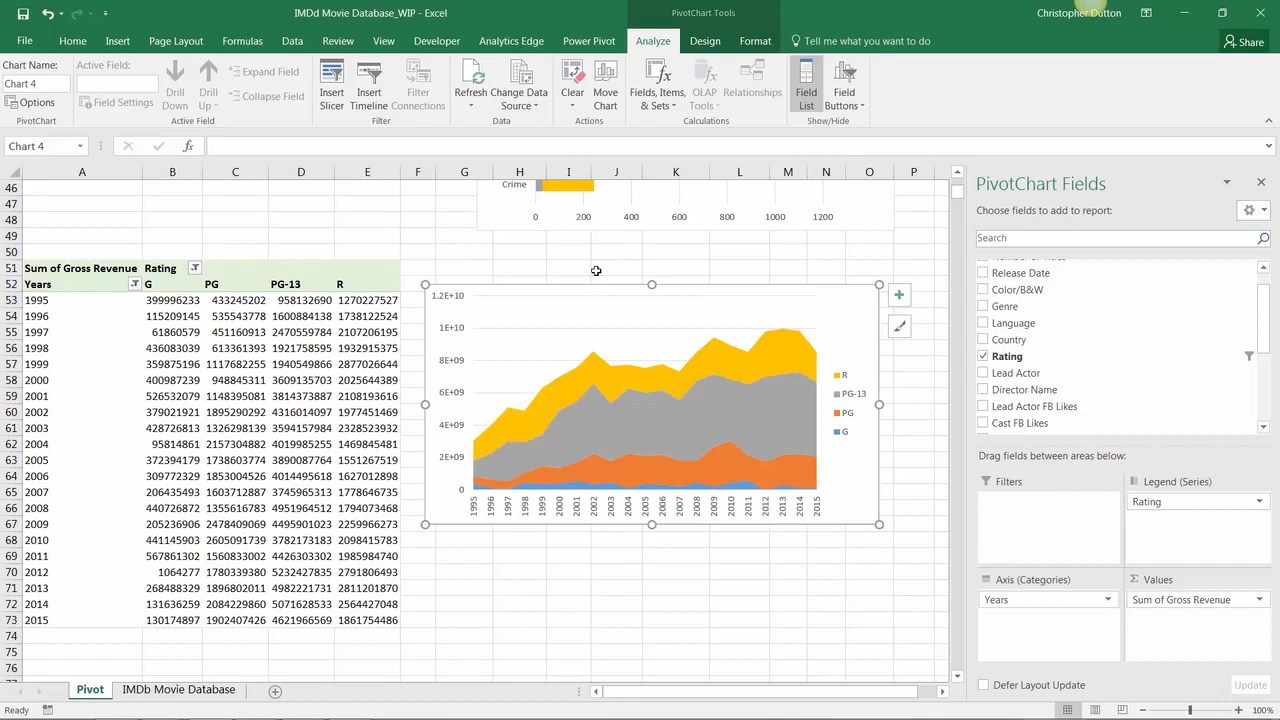 IMDd Movie Database_WIP - Excel
PivotChart Tools
Christopher Dutton
File Home Insert Page Layout Formulas Data Review View Developer Analytics Edge Power Pivot Analyze Design Format Tell me what you want to do Share
Chart Name:
Chart 4
Options
PivotChart
Active Field:
Field Settings
Drill Down
Drill Up
Expand Field
Collapse Field
Active Field
Insert Slicer
Insert Timeline
Filter Connections
Filter
Refresh
Change Data Source
Data
Clear
Move Chart
Actions
Fields, Items, & Sets
OLAP Tools
Relationships
Calculations
Field List
Field Buttons
Show/Hide
Chart 4
fx
A B C D E F G H I J K L M N O P
46
47
48
49
50
51 Sum of Gross Revenue Rating
52 Years G PG PG-13 R
53 1995 399996233 433245202 958132690 1270227527
54 1996 115209145 535543778 1600884138 1738122524
55 1997 61860579 451160913 2470559784 2107206195
56 1998 436083039 613361393 1921758595 1932915375
57 1999 359875196 1117682255 1940549866 2877026644
58 2000 400987239 948845311 3609135703 2025644389
59 2001 526532079 1148395081 3814373887 2108193616
60 2002 379021921 1895290292 4316014097 1977451469
61 2003 428726813 1326298139 3594157984 2328523932
62 2004 95814861 2157304882 4019985255 1469845481
63 2005 372394179 1738603774 3890087764 1551267519
64 2006 309772329 1853004526 4014495618 1627012898
65 2007 206435493 1603712887 3745965313 1778646735
66 2008 440726872 1355616783 4951964512 1794073468
67 2009 205236906 2478409069 4495901023 2259966273
68 2010 441145903 2605091739 3782173183 2098415783
69 2011 567861032 1560833002 4426303302 1985984740
70 2012 1064277 1780339380 5232427835 2791806493
71 2013 268488329 1896802011 4982221731 2811201870
72 2014 131636259 2084229860 5071628533 2564427048
73 2015 130174897 1902407426 4621966569 1861754486
74
75
76
Crime
0 200 400 600 800 1000 1200
1.2E+10
1E+10
8E+09
6E+09
4E+09
2E+09
0
1995 1996 1997 1998 1999 2000 2001 2002 2003 2004 2005 2006 2007 2008 2009 2010 2011 2012 2013 2014 2015
R
PG-13
PG
G
PivotChart Fields
Choose fields to add to report:
Search
Release Date
Color/B&W
Genre
Language
Country
Rating
Lead Actor
Director Name
Lead Actor FB Likes
Cast FB Likes
Drag fields between areas below:
Filters
Legend (Series)
Rating
Axis (Categories)
Σ Values
Years
Sum of Gross Revenue
Defer Layout Update
Update
Pivot IMDb Movie Database
Ready
100%